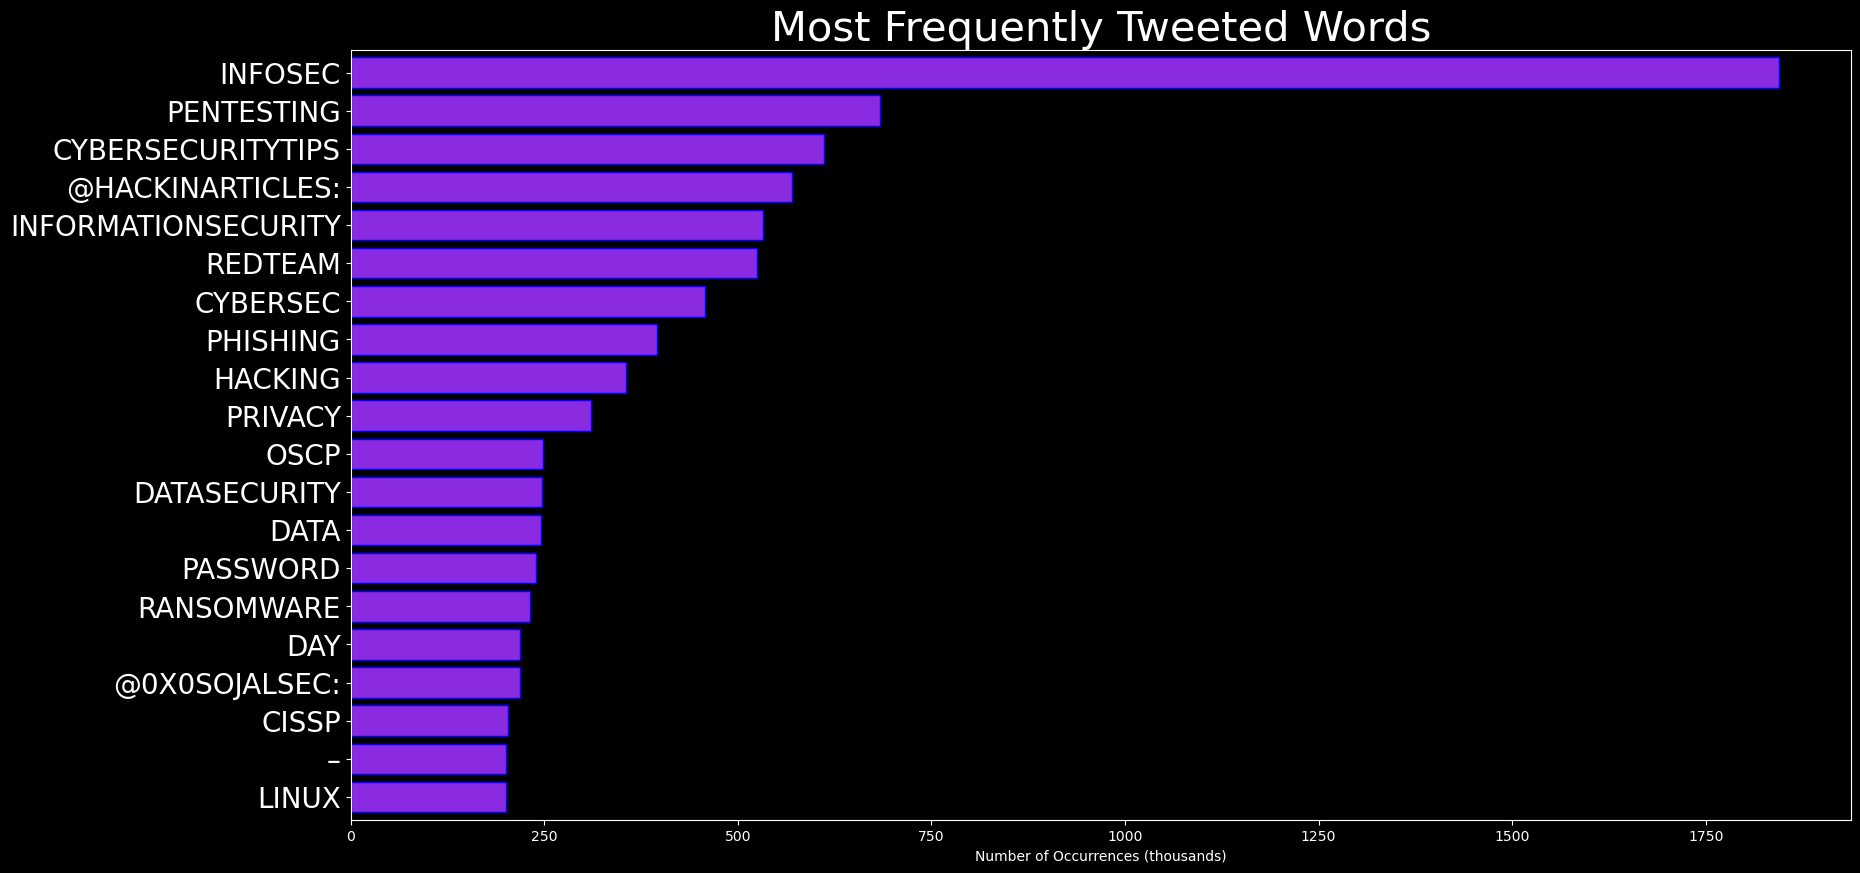 Most Frequently Tweeted Words
INFOSEC
PENTESTING
CYBERSECURITYTIPS
@HACKINARTICLES:
INFORMATIONSECURITY
REDTEAM
CYBERSEC
PHISHING
HACKING
PRIVACY
OSCP
DATASECURITY
DATA
PASSWORD
RANSOMWARE
DAY
@0X0SOJALSEC:
CISSP
–
LINUX
0 250 500 750 1000 1250 1500 1750
Number of Occurrences (thousands)